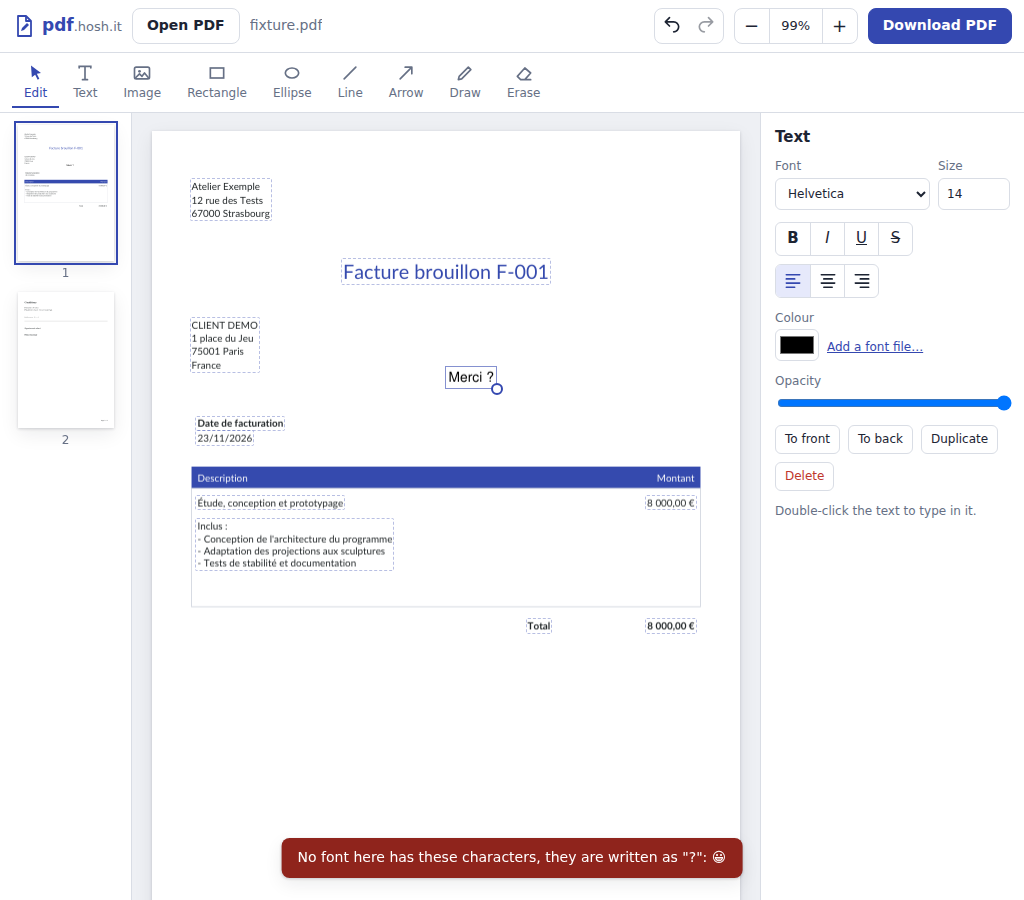 pdf.hosh.it
Open PDF
fixture.pdf
99%
Download PDF
Edit
Text
Image
Rectangle
Ellipse
Line
Arrow
Draw
Erase
1
2
Atelier Exemple
12 rue des Tests
67000 Strasbourg
Facture brouillon F-001
CLIENT DEMO
1 place du Jeu
75001 Paris
France
Merci ?
Date de facturation
23/11/2026
Description Montant
Étude, conception et prototypage 8 000,00 €
Inclus :
- Conception de l'architecture du programme
- Adaptation des projections aux sculptures
- Tests de stabilité et documentation
Total 8 000,00 €
No font here has these characters, they are written as "?": 😀
Text
Font Size
Helvetica 14
B I U S
Colour
Add a font file...
Opacity
To front To back Duplicate
Delete
Double-click the text to type in it.